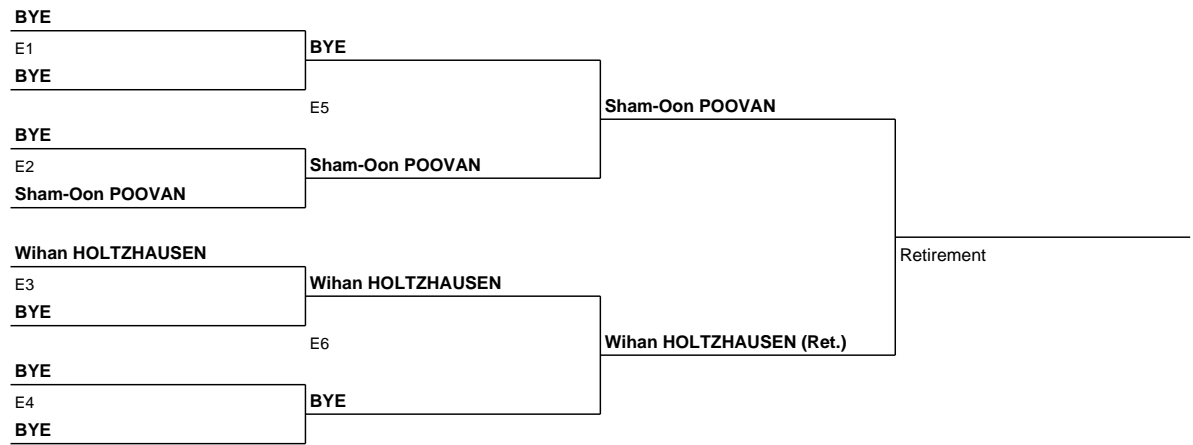 BYE
E1
BYE
BYE
E5
Sham-Oon POOVAN
BYE
E2
Sham-Oon POOVAN
Sham-Oon POOVAN
Wihan HOLTZHAUSEN
Retirement
E3
Wihan HOLTZHAUSEN
BYE
E6
Wihan HOLTZHAUSEN (Ret.)
BYE
E4
BYE
BYE